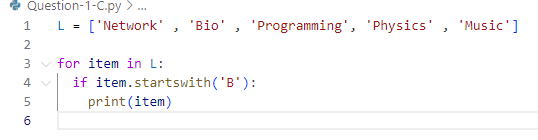 Question-1-C.py > ...
1 L = ['Network' , 'Bio' , 'Programming', 'Physics' , 'Music']
2
3 for item in L:
4 if item.startswith('B'):
5 print(item)
6